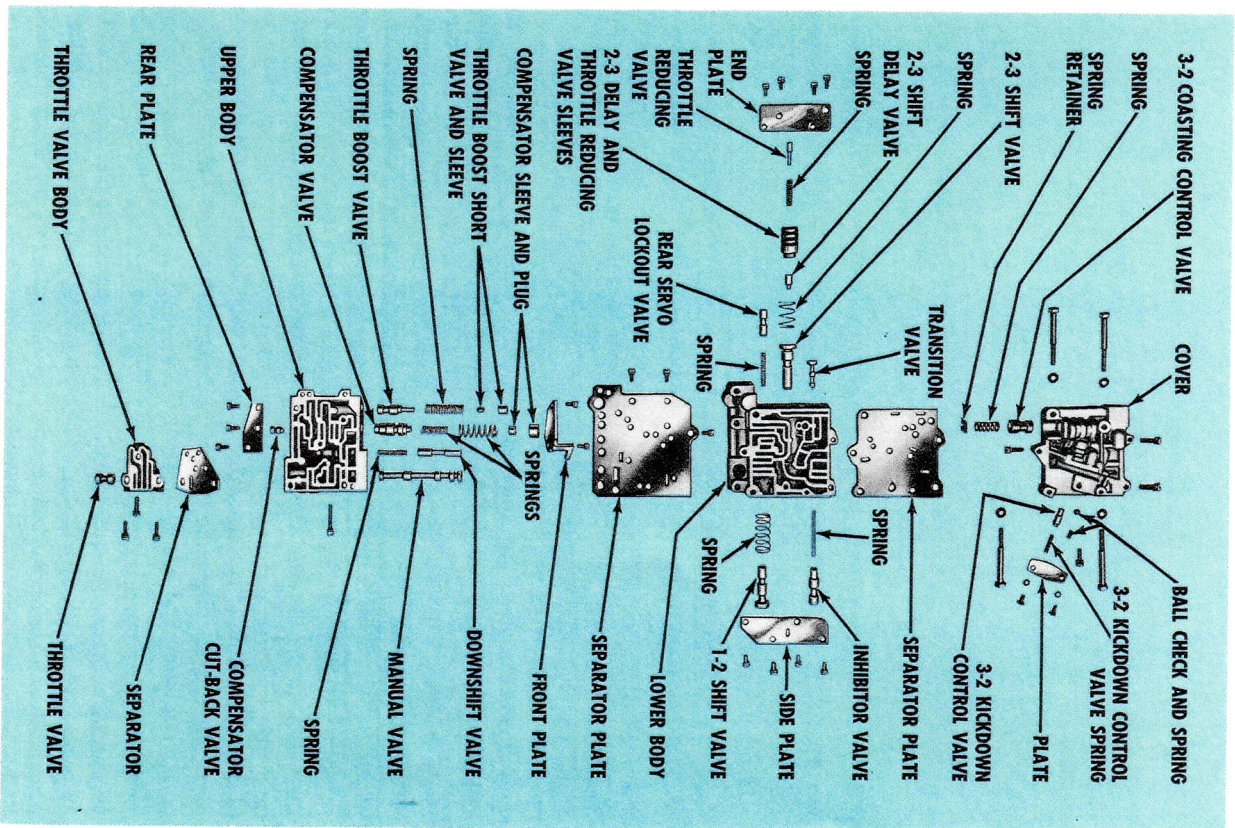 3-2 COASTING CONTROL VALVE
COVER
BALL CHECK AND SPRING
SPRING
3-2 KICKDOWN CONTROL
VALVE SPRING
SPRING
RETAINER
PLATE
2-3 SHIFT VALVE
3-2 KICKDOWN
CONTROL VALVE
SPRING
TRANSITION
VALVE
SEPARATOR PLATE
2-3 SHIFT
DELAY VALVE
SPRING
INHIBITOR VALVE
SPRING
SIDE PLATE
END
PLATE
SPRING
1-2 SHIFT VALVE
THROTTLE
REDUCING
VALVE
SPRING
LOWER BODY
2-3 DELAY AND
THROTTLE REDUCING
VALVE SLEEVES
REAR SERVO
LOCKOUT VALVE
SEPARATOR PLATE
COMPENSATOR SLEEVE AND PLUG
FRONT PLATE
THROTTLE BOOST SHORT
VALVE AND SLEEVE
SPRINGS
DOWNSHIFT VALVE
SPRING
MANUAL VALVE
THROTTLE BOOST VALVE
SPRING
COMPENSATOR VALVE
COMPENSATOR
CUT-BACK VALVE
UPPER BODY
REAR PLATE
SEPARATOR
THROTTLE VALVE BODY
THROTTLE VALVE